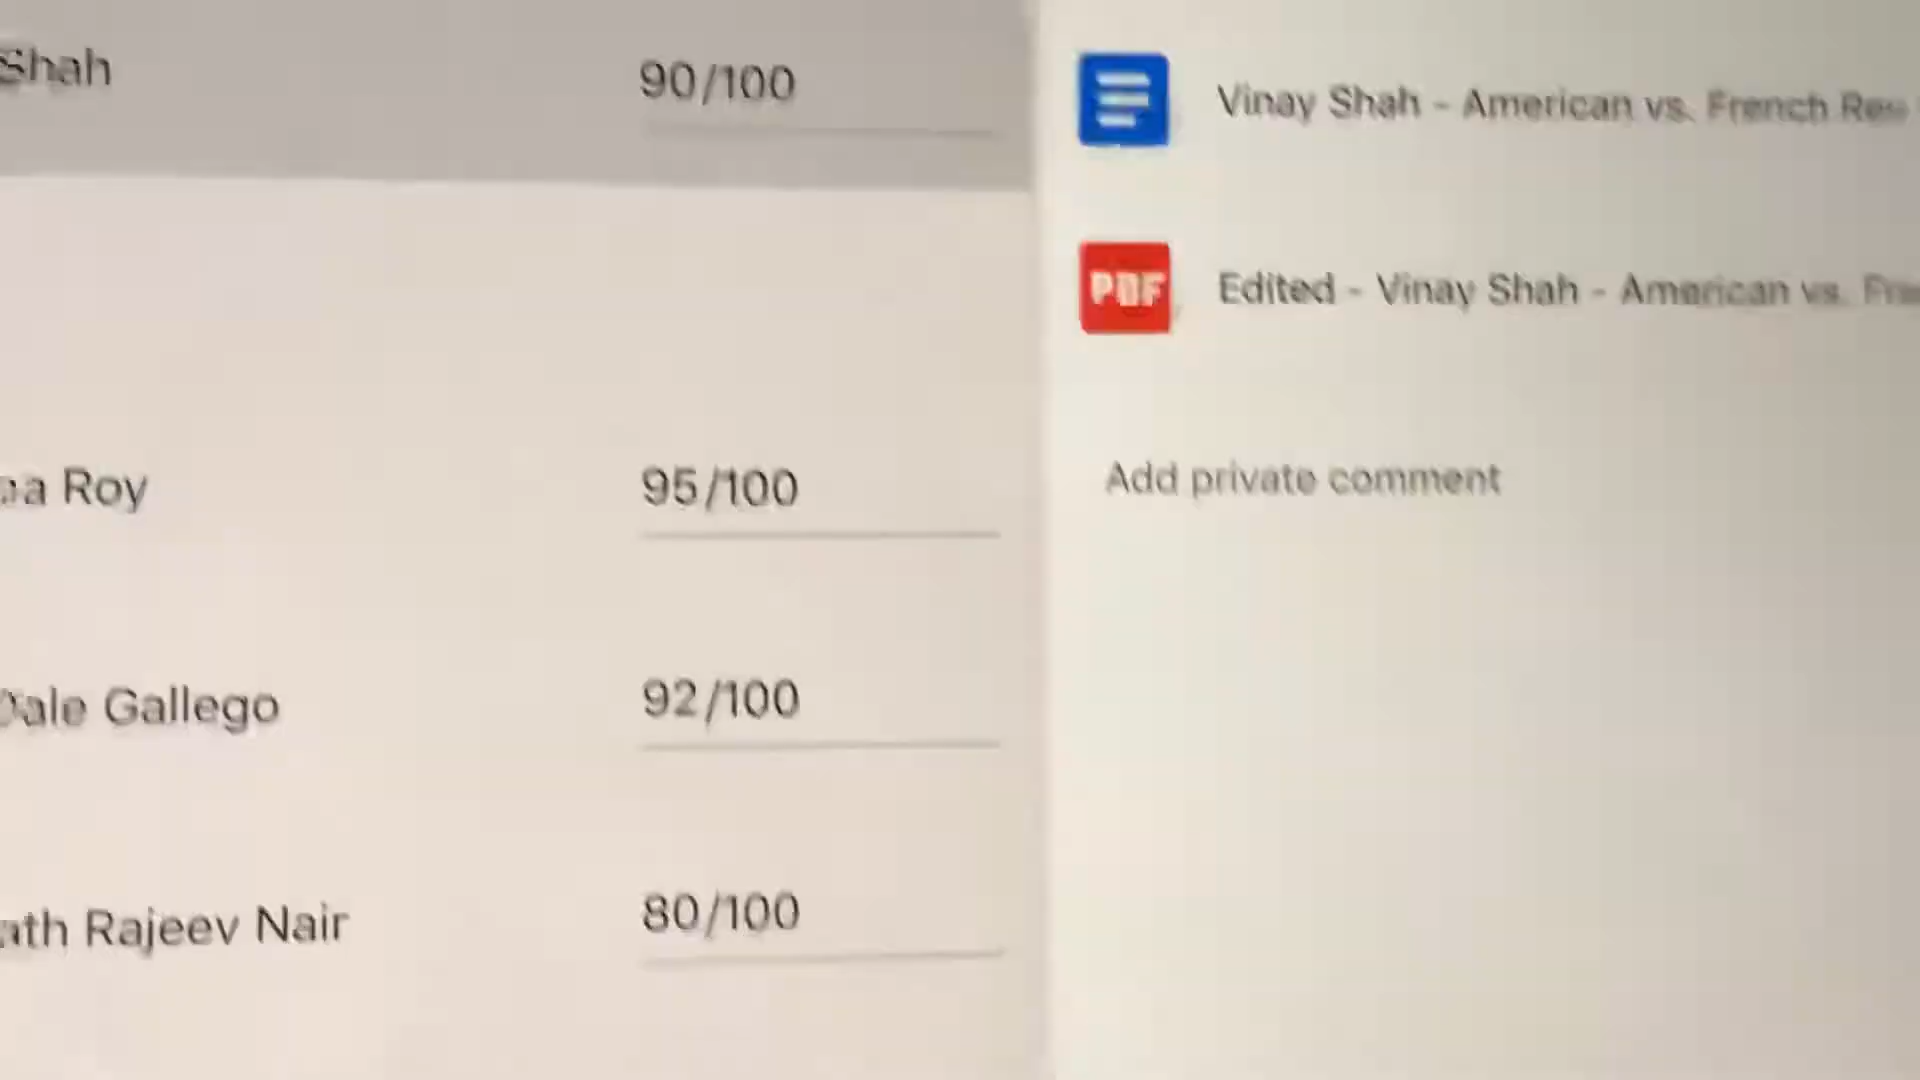 Shah
90/100
Roy
95/100
Gallego
92/100
Rajeev Nair
80/100
Vinay Shah - American vs. French Rev
PDF
Edited - Vinay Shah - American vs.
Add private comment